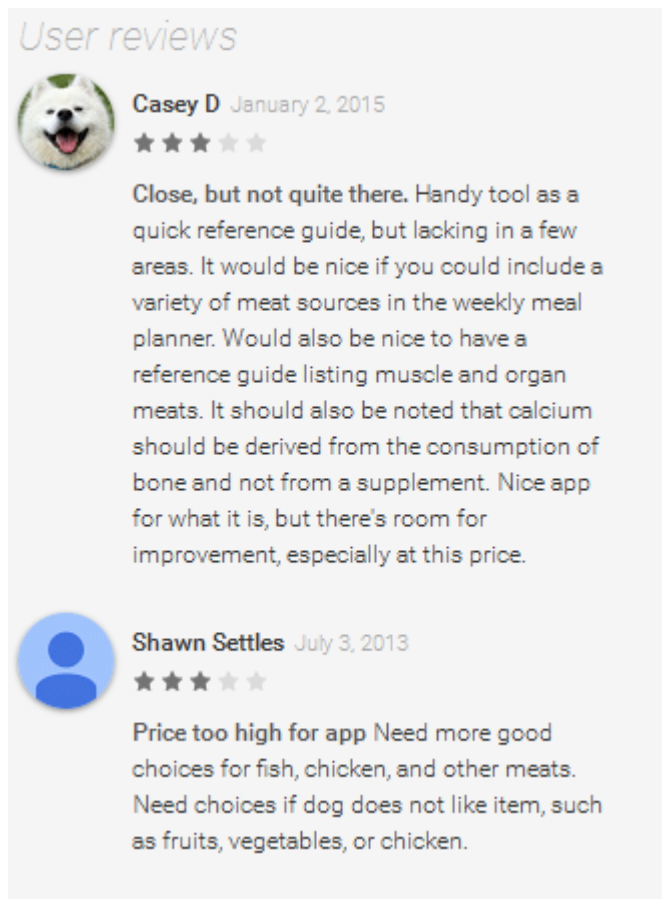 User reviews
Casey D January 2, 2015
Close, but not quite there. Handy tool as a
quick reference guide, but lacking in a few
areas. It would be nice if you could include a
variety of meat sources in the weekly meal
planner. Would also be nice to have a
reference guide listing muscle and organ
meats. It should also be noted that calcium
should be derived from the consumption of
bone and not from a supplement. Nice app
for what it is, but there's room for
improvement, especially at this price.
Shawn Settles July 3, 2013
Price too high for app Need more good
choices for fish, chicken, and other meats.
Need choices if dog does not like item, such
as fruits, vegetables, or chicken.